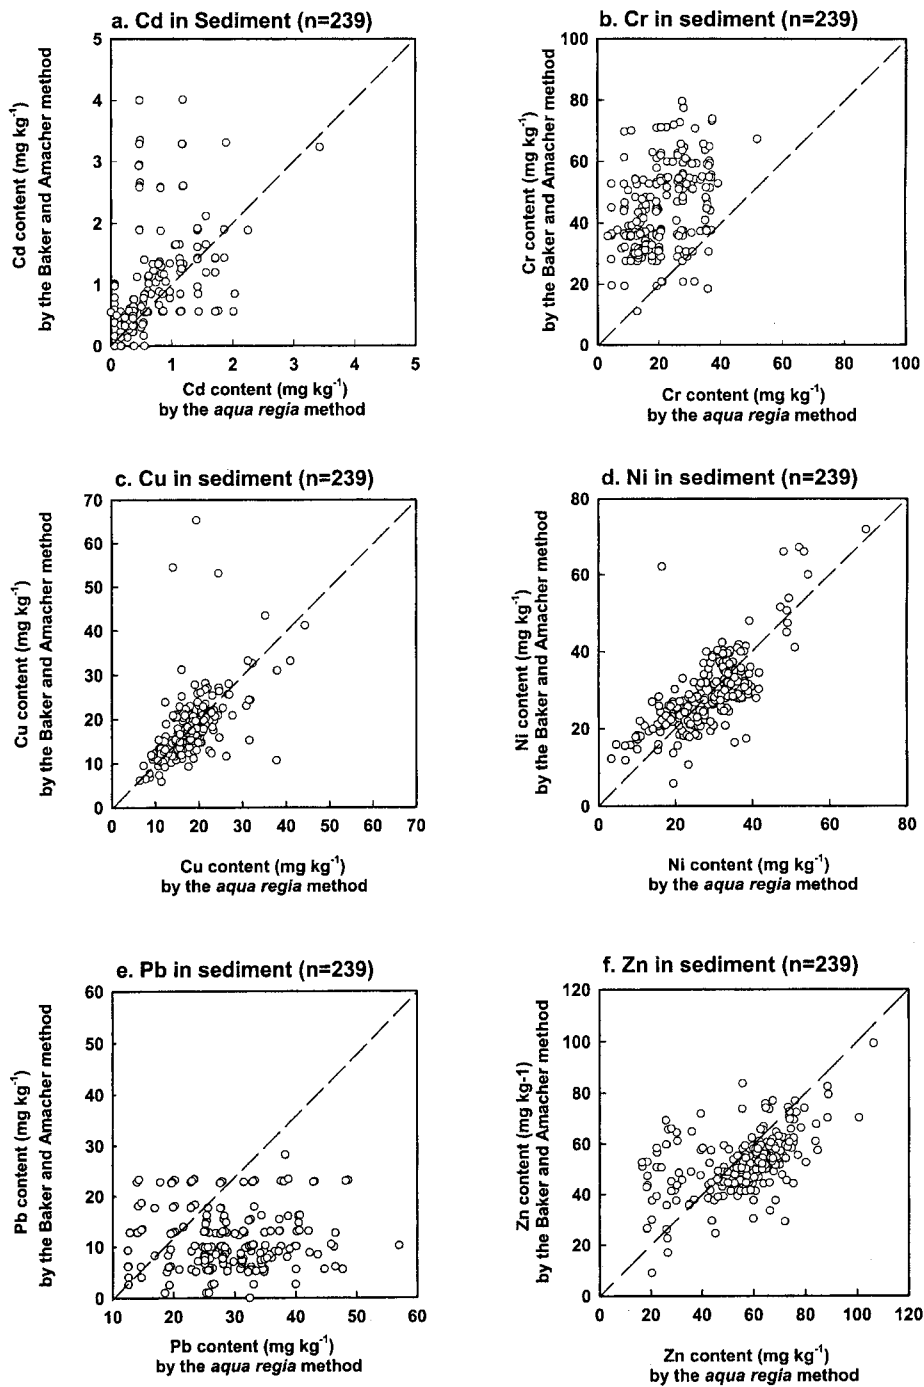 a. Cd in Sediment (n=239)
Cd content (mg kg-1)
by the Baker and Amacher method
5
4
3
2
1
0
0 1 2 3 4 5
Cd content (mg kg-1)
by the aqua regia method
b. Cr in sediment (n=239)
Cr content (mg kg-1)
by the Baker and Amacher method
100
80
60
40
20
0
0 20 40 60 80 100
Cr content (mg kg-1)
by the aqua regia method
c. Cu in sediment (n=239)
Cu content (mg kg-1)
by the Baker and Amacher method
70
60
50
40
30
20
10
0
0 10 20 30 40 50 60 70
Cu content (mg kg-1)
by the aqua regia method
d. Ni in sediment (n=239)
Ni content (mg kg-1)
by the Baker and Amacher method
80
60
40
20
0
0 20 40 60 80
Ni content (mg kg-1)
by the aqua regia method
e. Pb in sediment (n=239)
Pb content (mg kg-1)
by the Baker and Amacher method
60
50
40
30
20
10
0
10 20 30 40 50 60
Pb content (mg kg-1)
by the aqua regia method
f. Zn in sediment (n=239)
Zn content (mg kg-1)
by the Baker and Amacher method
120
100
80
60
40
20
0
0 20 40 60 80 100 120
Zn content (mg kg-1)
by the aqua regia method